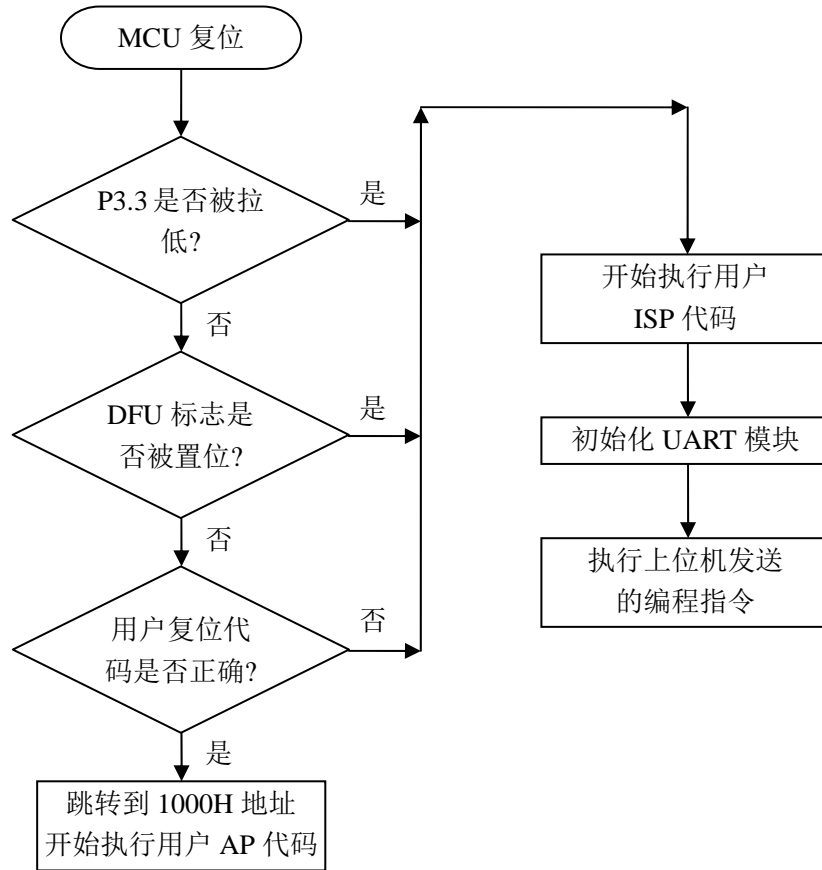 MCU 复位
P3.3 是否被拉
低?
是
否
DFU 标志是
否被置位?
是
否
用户复位代
码是否正确?
否
是
跳转到 1000H 地址
开始执行用户 AP 代码
开始执行用户
ISP 代码
初始化 UART 模块
执行上位机发送
的编程指令